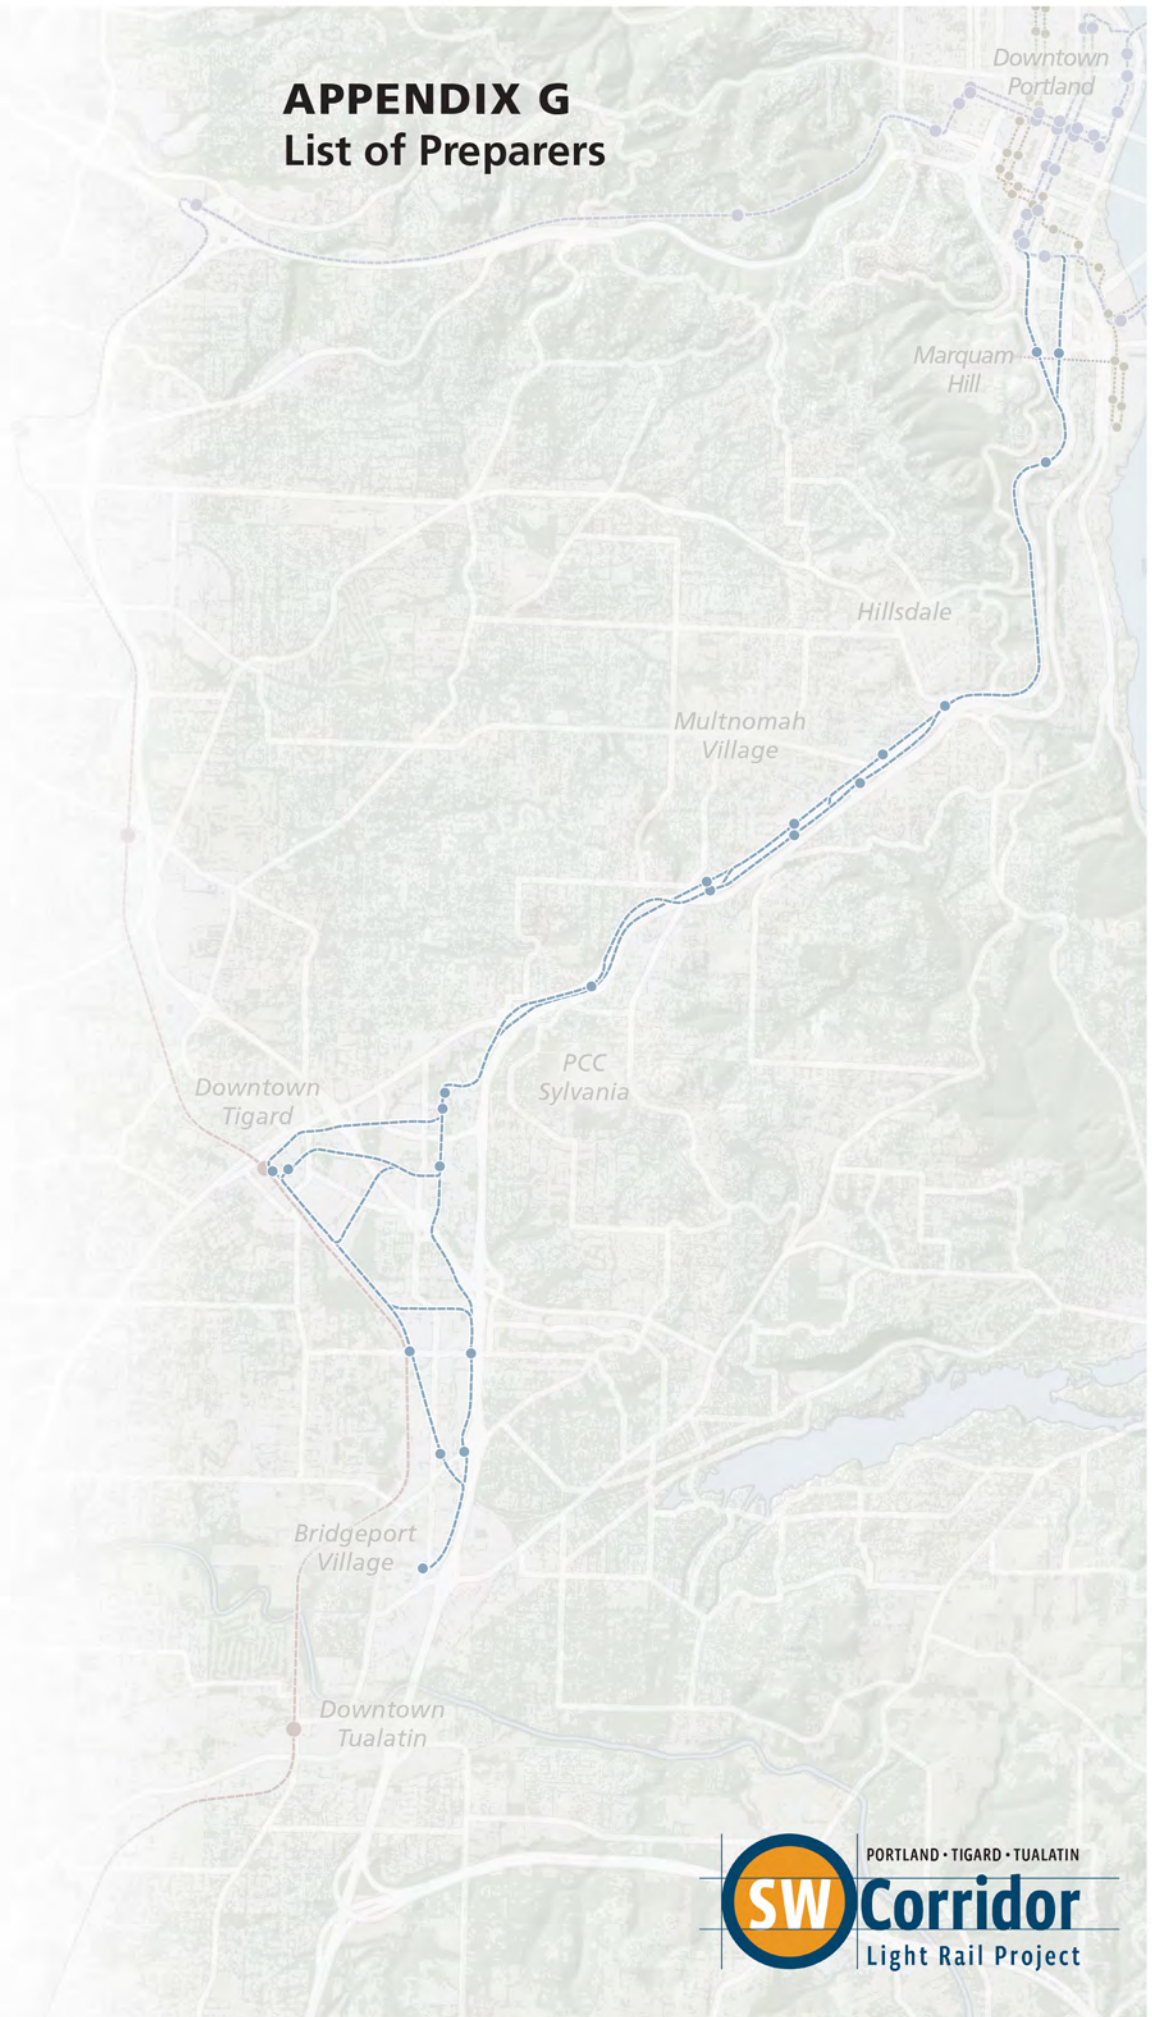 APPENDIX G
List of Preparers
Downtown
Portland
Marquam
Hill
Hillsdale
Multnomah
Village
PCC
Sylvania
Downtown
Tigard
Bridgeport
Village
Downtown
Tualatin
PORTLAND • TIGARD • TUALATIN
SW Corridor
Light Rail Project